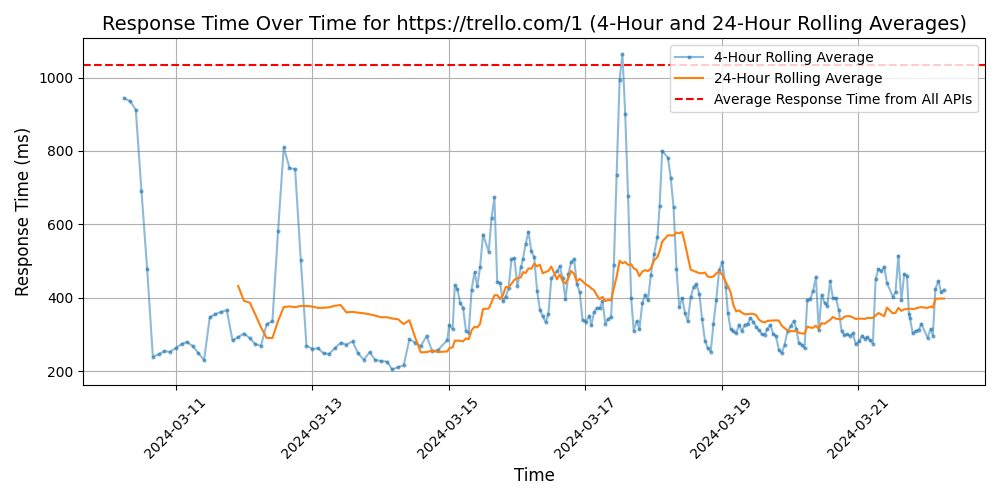 Response Time Over Time for https://trello.com/1 (4-Hour and 24-Hour Rolling Averages)
4-Hour Rolling Average
24-Hour Rolling Average
Average Response Time from All APIs
Response Time (ms)
1000
800
600
400
200
2024-03-11
2024-03-13
2024-03-15
2024-03-17
2024-03-19
2024-03-21
Time